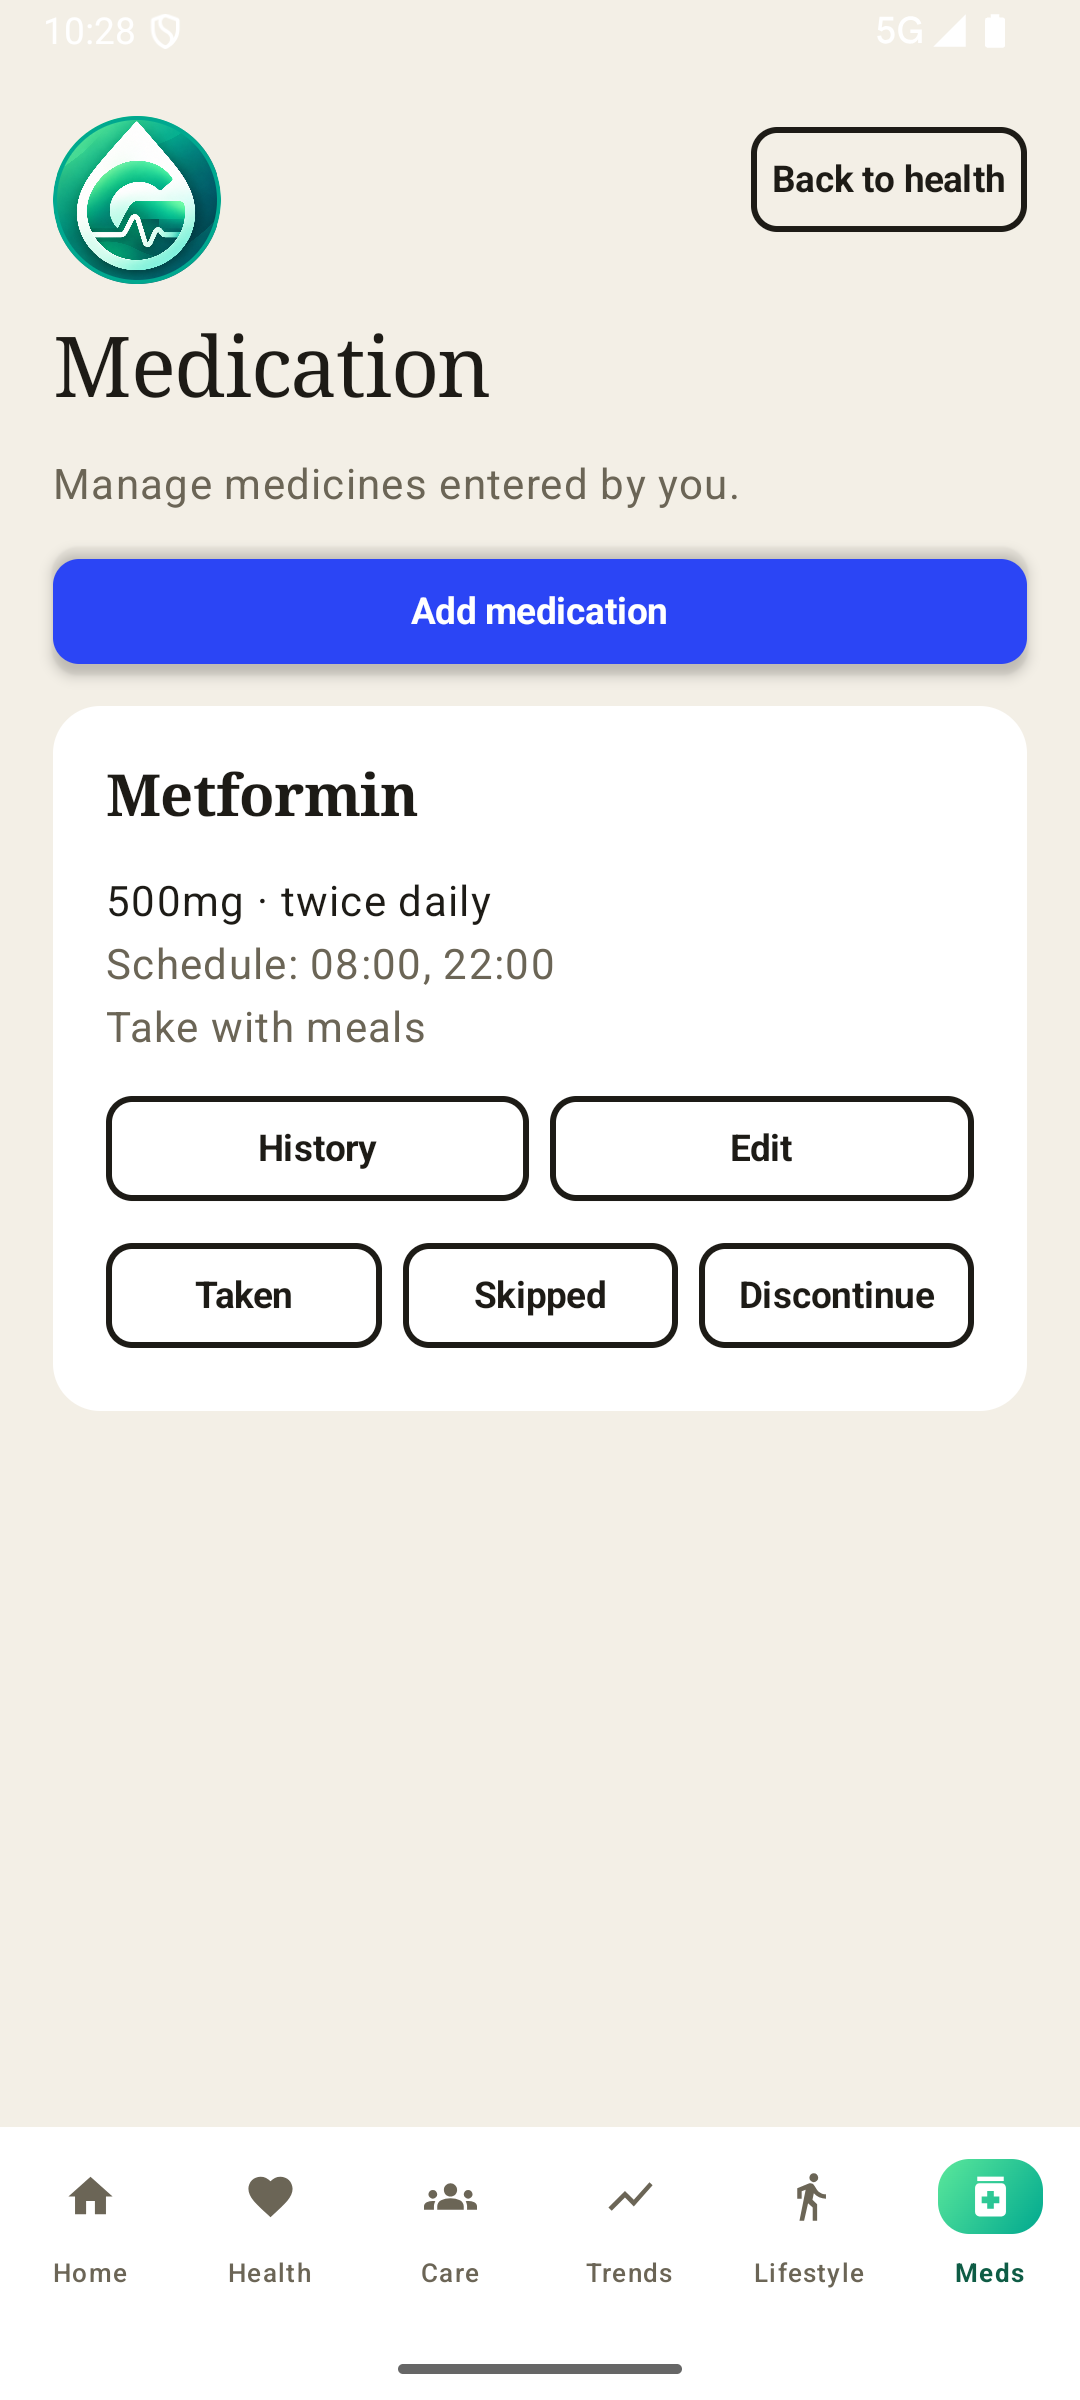 10:28
5G
Back to health
Medication
Manage medicines entered by you.
Add medication
Metformin
500mg · twice daily
Schedule: 08:00, 22:00
Take with meals
History
Edit
Taken
Skipped
Discontinue
Home
Health
Care
Trends
Lifestyle
Meds